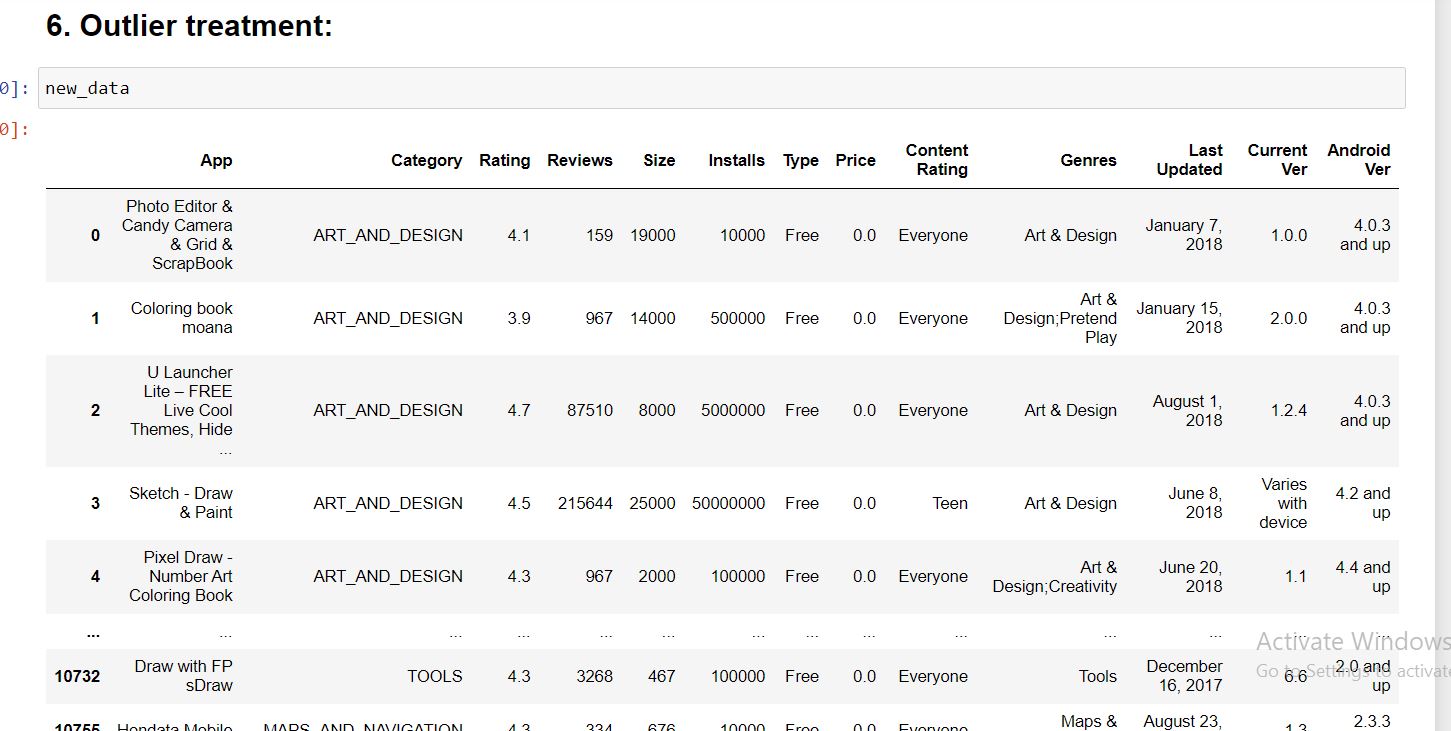 6. Outlier treatment:
0]: new_data
0]:
App Category Rating Reviews Size Installs Type Price Content Rating Genres Last Updated Current Ver Android Ver
0 Photo Editor & Candy Camera & Grid & ScrapBook ART_AND_DESIGN 4.1 159 19000 10000 Free 0.0 Everyone Art & Design January 7, 2018 1.0.0 4.0.3 and up
1 Coloring book moana ART_AND_DESIGN 3.9 967 14000 500000 Free 0.0 Everyone Art & Design;Pretend Play January 15, 2018 2.0.0 4.0.3 and up
2 U Launcher Lite – FREE Live Cool Themes, Hide ... ART_AND_DESIGN 4.7 87510 8000 5000000 Free 0.0 Everyone Art & Design August 1, 2018 1.2.4 4.0.3 and up
3 Sketch - Draw & Paint ART_AND_DESIGN 4.5 215644 25000 50000000 Free 0.0 Teen Art & Design June 8, 2018 Varies with device 4.2 and up
4 Pixel Draw - Number Art Coloring Book ART_AND_DESIGN 4.3 967 2000 100000 Free 0.0 Everyone Art & Design;Creativity June 20, 2018 1.1 4.4 and up
... ... ... ... ... ... ... ... ... ... ... ... ... ...
10732 Draw with FP sDraw TOOLS 4.3 3268 467 100000 Free 0.0 Everyone Tools December 16, 2017 6.6 2.0 and up
10755 Hondata Mobile MAPS_AND_NAVIGATION 4.3 334 676 10000 Free 0.0 Everyone Maps & August 23, 1.3 2.3.3
Activate Windows
Go to Settings to activate